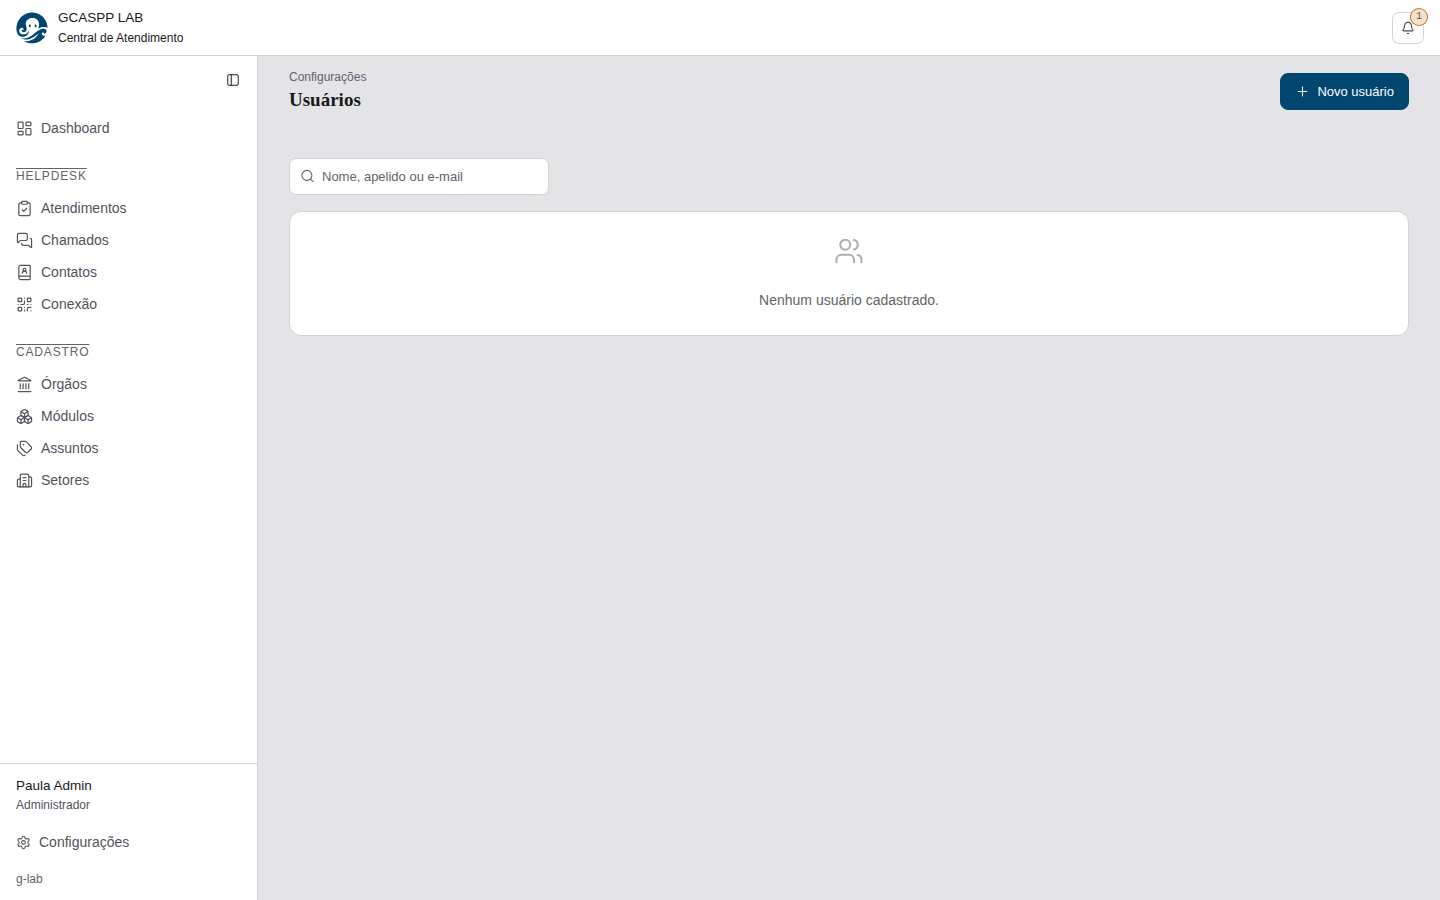 GCASPP LAB
Central de Atendimento
1
Dashboard
HELPDESK
Atendimentos
Chamados
Contatos
Conexão
CADASTRO
Órgãos
Módulos
Assuntos
Setores
Paula Admin
Administrador
Configurações
g-lab
Configurações
Usuários
Novo usuário
Nome, apelido ou e-mail
Nenhum usuário cadastrado.